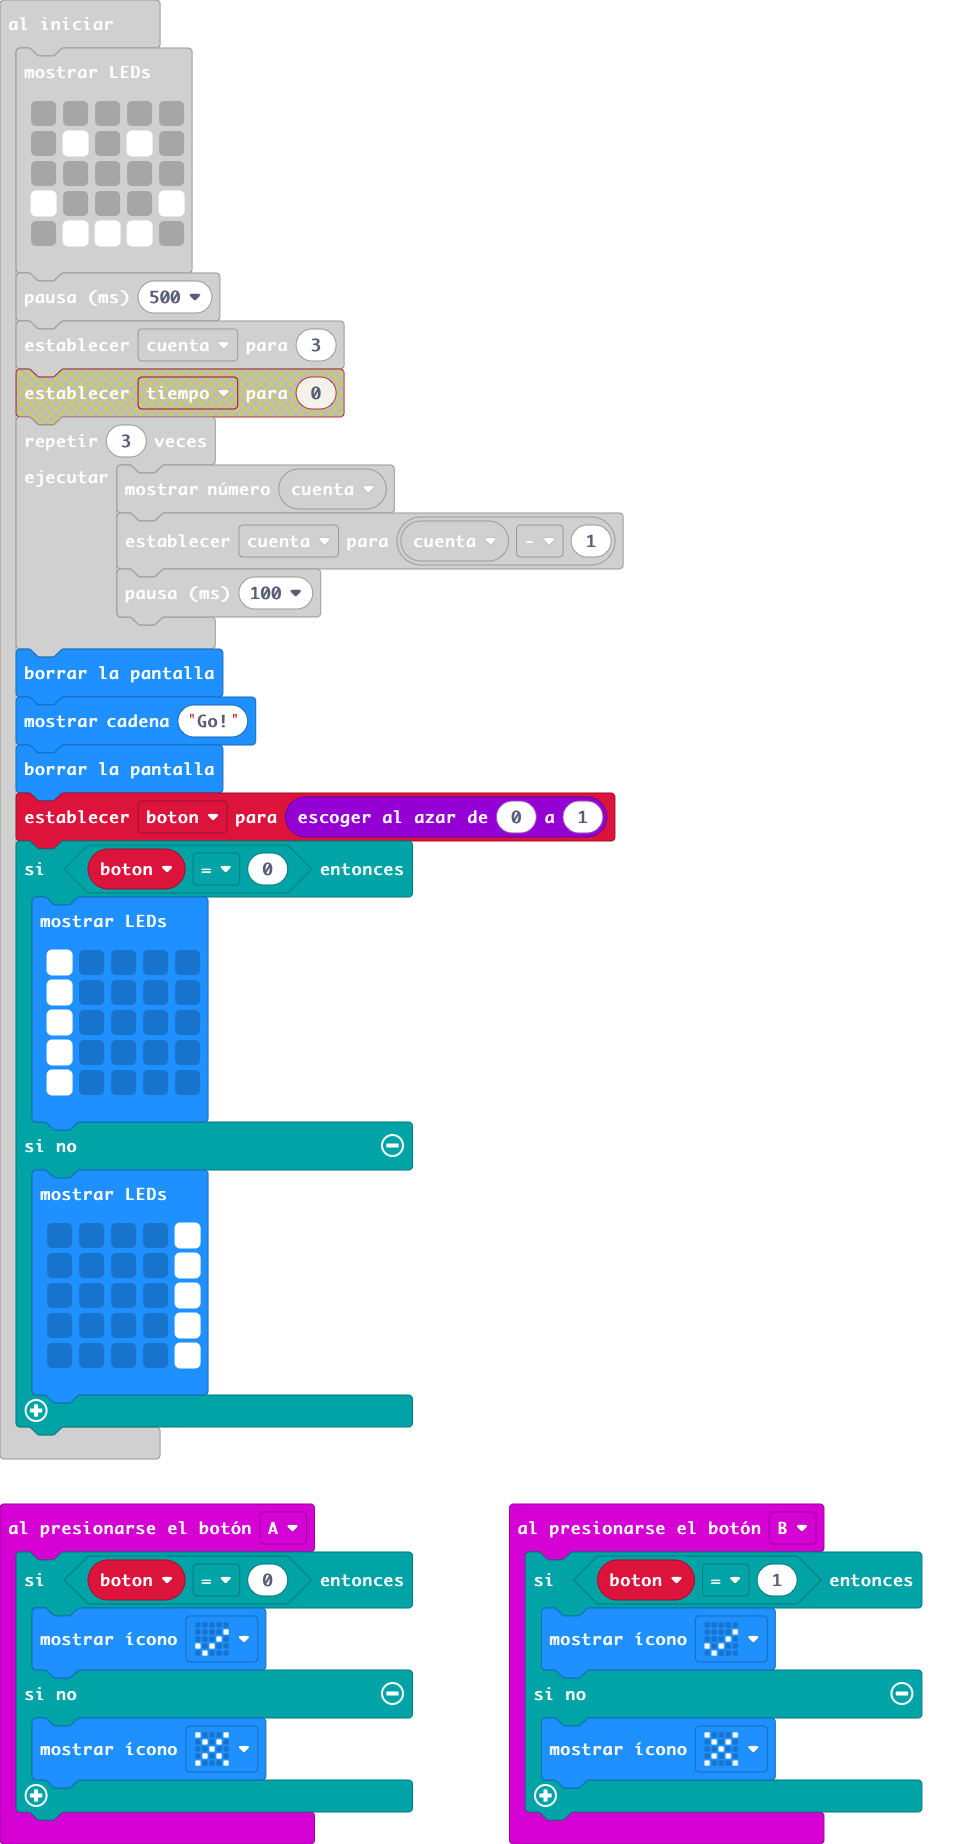 al iniciar
mostrar LEDs
pausa (ms) 500
establecer cuenta para 3
establecer tiempo para 0
repetir 3 veces
ejecutar
mostrar número cuenta
establecer cuenta para cuenta - 1
pausa (ms) 100
borrar la pantalla
mostrar cadena "Go!"
borrar la pantalla
establecer boton para escoger al azar de 0 a 1
si boton = 0 entonces
mostrar LEDs
si no
mostrar LEDs
al presionarse el botón A
si boton = 0 entonces
mostrar ícono
si no
mostrar ícono
al presionarse el botón B
si boton = 1 entonces
mostrar ícono
si no
mostrar ícono